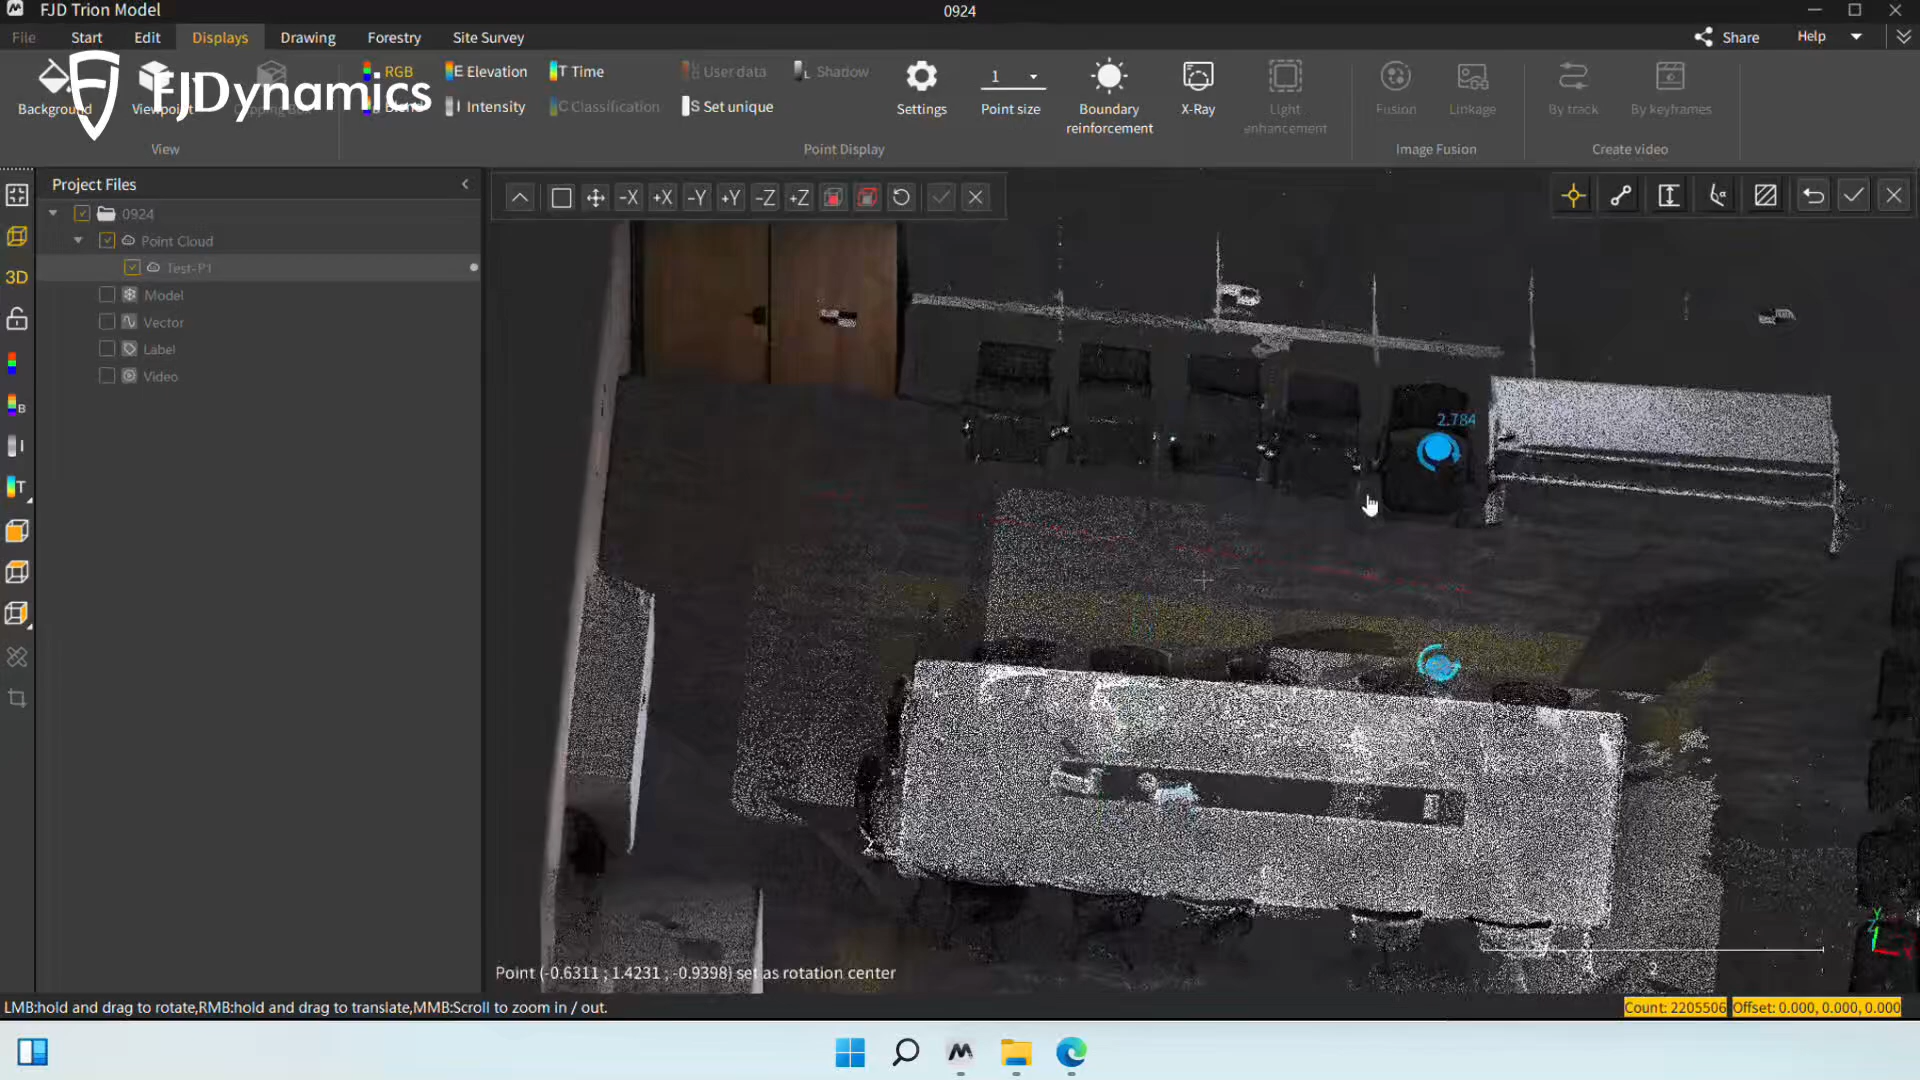 FJD Trion Model
0924
File
Start
Edit
Displays
Drawing
Forestry
Site Survey
Share
Help
FJDynamics
Background
Viewpoint
View
RGB
Blend
E Elevation
I Intensity
T Time
C Classification
User data
S Set unique
Shadow
Settings
1
Point size
Boundary
reinforcement
X-Ray
Light
enhancement
Point Display
Fusion
Linkage
Image Fusion
By track
By keyframes
Create video
Project Files
0924
Point Cloud
Test-P1
Model
Vector
Label
Video
3D
B
I
T
-X
+X
-Y
+Y
-Z
+Z
2.784
2
Point (-0.6311 ; 1.4231 ; -0.9398) set as rotation center
LMB:hold and drag to rotate,RMB:hold and drag to translate,MMB:Scroll to zoom in / out.
Count: 2205506
Offset: 0.000, 0.000, 0.000